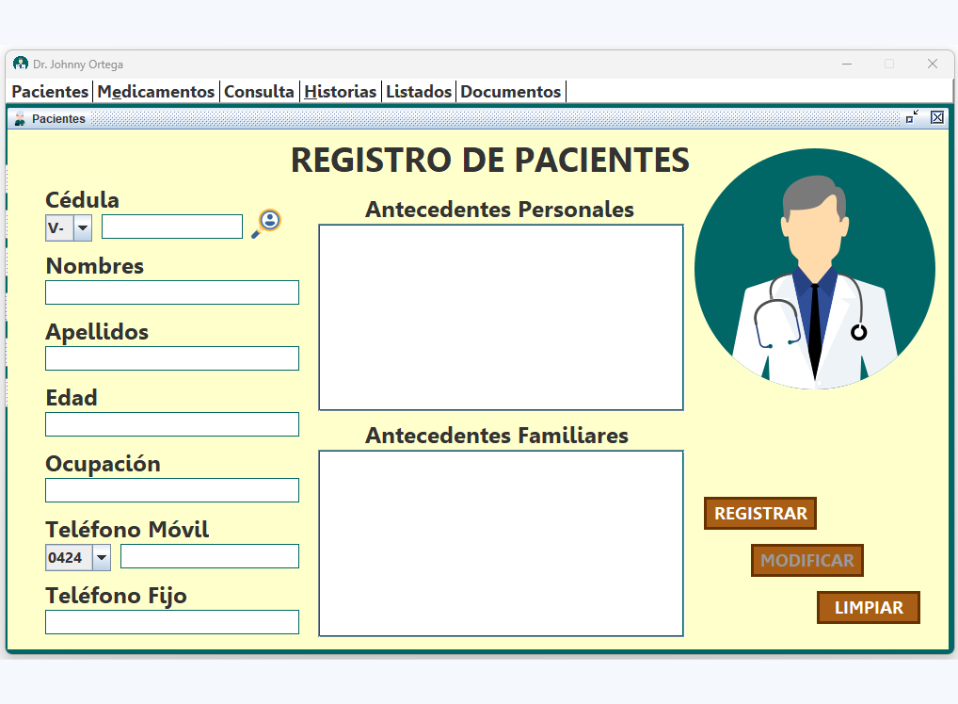 Dr. Johnny Ortega
Pacientes Medicamentos Consulta Historias Listados Documentos
Pacientes
REGISTRO DE PACIENTES
Cédula
V-
Nombres
Apellidos
Edad
Ocupación
Teléfono Móvil
0424
Teléfono Fijo
Antecedentes Personales
Antecedentes Familiares
REGISTRAR
MODIFICAR
LIMPIAR